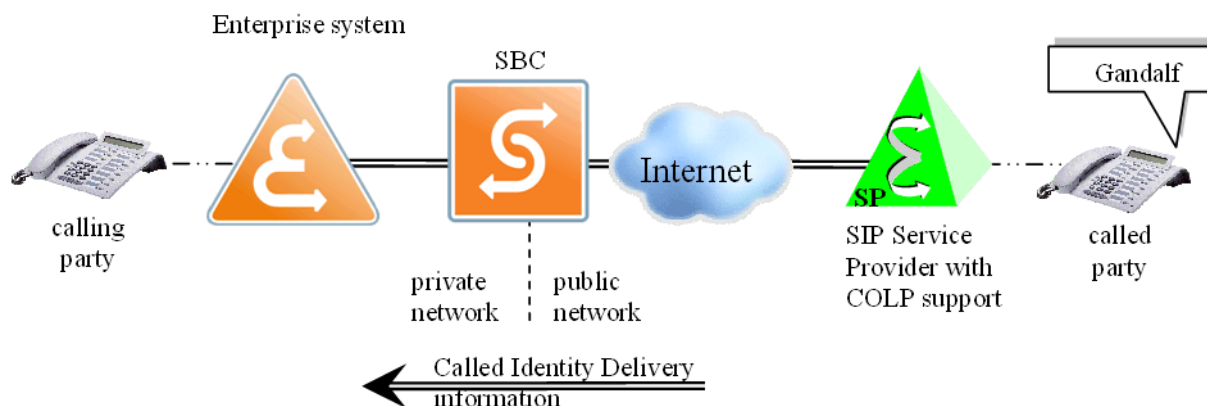 Enterprise system
SBC
Gandalf
Internet
SP
calling
party
SIP Service
Provider with
COLP support
called
party
private
network
public
network
Called Identity Delivery
information